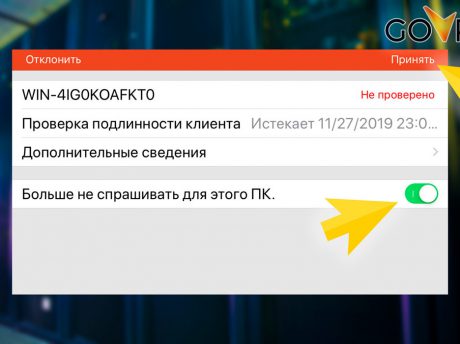 Отклонить
Принять
WIN-4IG0KOAFKT0
Не проверено
Проверка подлинности клиента
Истекает 11/27/2019 23:0...
Дополнительные сведения
Больше не спрашивать для этого ПК.